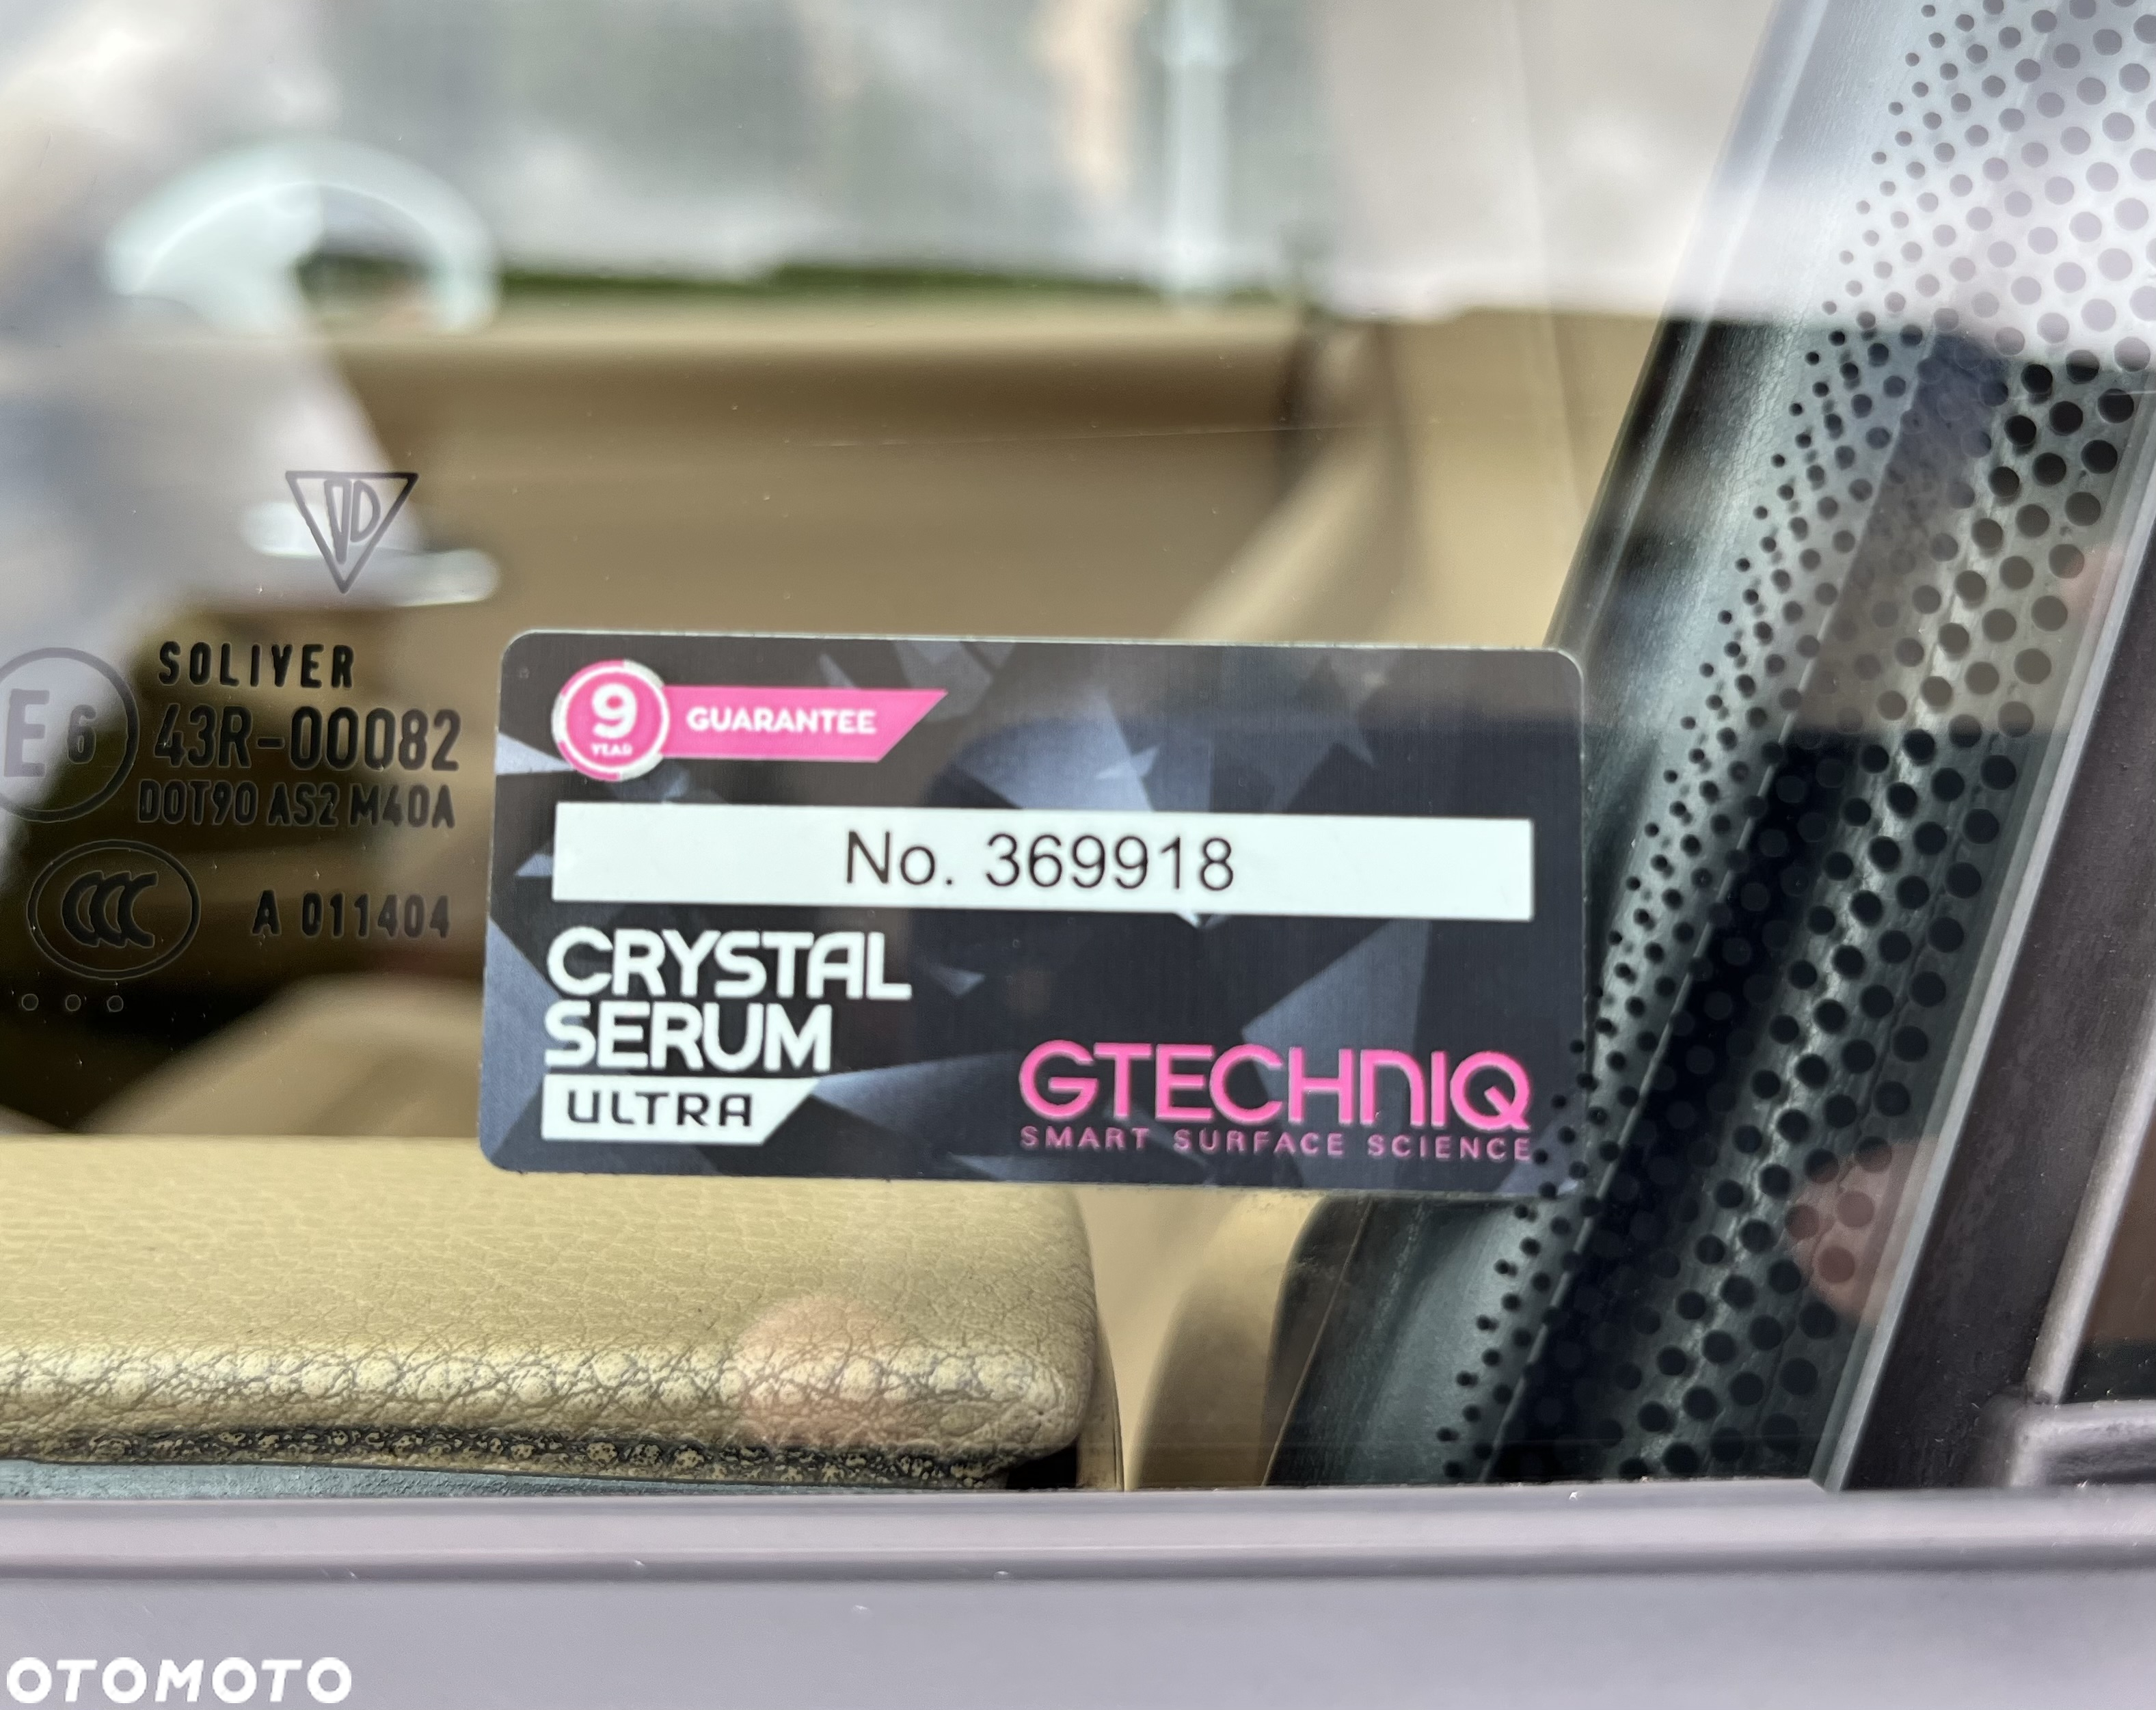 SOLIVER
E6
43R-00082
DOT90 AS2 M40A
CCC
A 011404
9
YEAR
GUARANTEE
No. 369918
CRYSTAL
SERUM
ULTRA
GTECHNIQ
SMART SURFACE SCIENCE
OTOMOTO